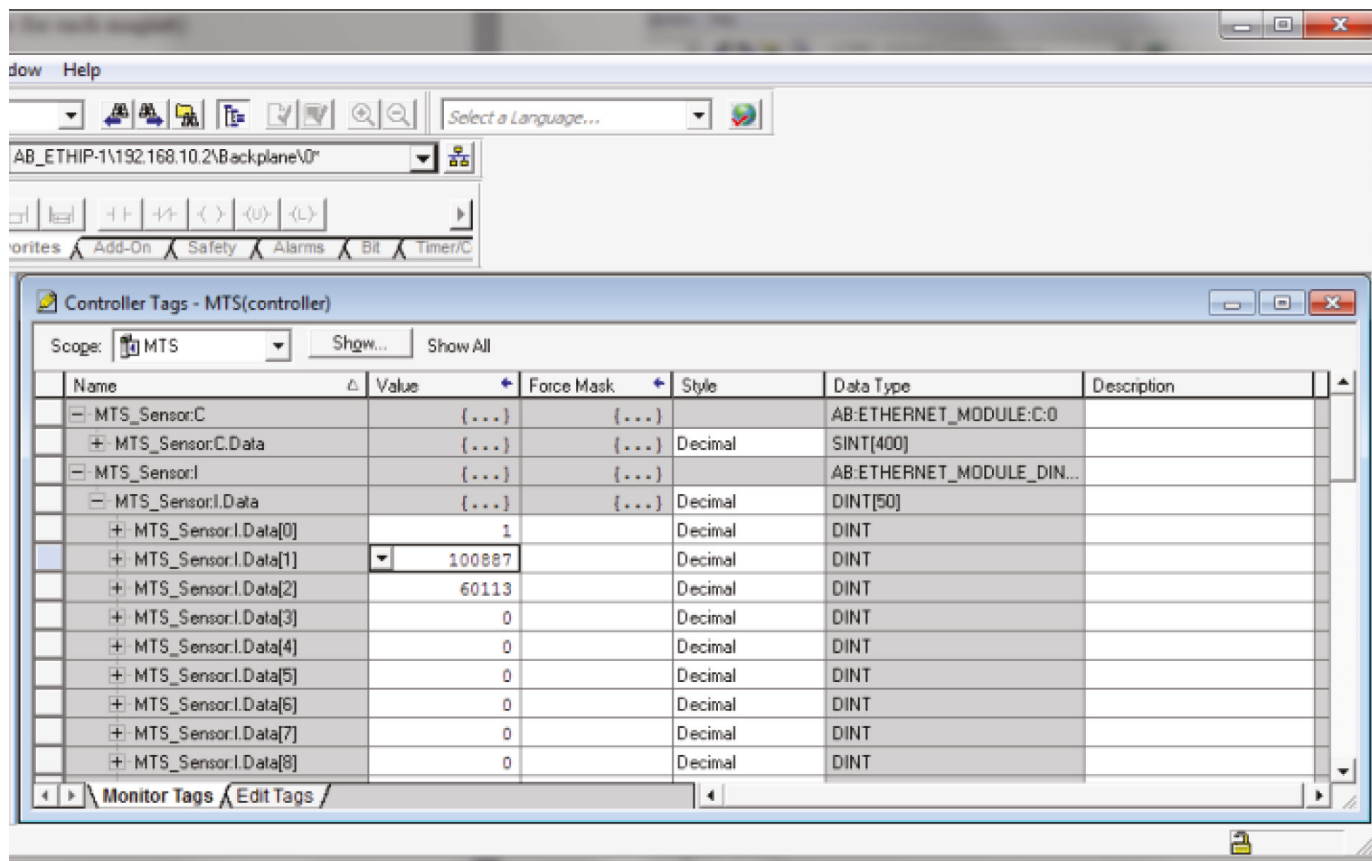 dow Help
Select a Language...
AB_ETHIP-1\192.168.10.2\Backplane\0*
(U) (L)
orites Add-On Safety Alarms Bit Timer/C
Controller Tags - MTS(controller)
Scope: MTS Show... Show All
Name Value Force Mask Style Data Type Description
MTS_Sensor:C {...} {...} AB:ETHERNET_MODULE:C:0
MTS_Sensor:C.Data {...} {...} Decimal SINT[400]
MTS_Sensor:I {...} {...} AB:ETHERNET_MODULE_DIN...
MTS_Sensor:I.Data {...} {...} Decimal DINT[50]
MTS_Sensor:I.Data[0] 1 Decimal DINT
MTS_Sensor:I.Data[1] 100887 Decimal DINT
MTS_Sensor:I.Data[2] 60113 Decimal DINT
MTS_Sensor:I.Data[3] 0 Decimal DINT
MTS_Sensor:I.Data[4] 0 Decimal DINT
MTS_Sensor:I.Data[5] 0 Decimal DINT
MTS_Sensor:I.Data[6] 0 Decimal DINT
MTS_Sensor:I.Data[7] 0 Decimal DINT
MTS_Sensor:I.Data[8] 0 Decimal DINT
Monitor Tags Edit Tags